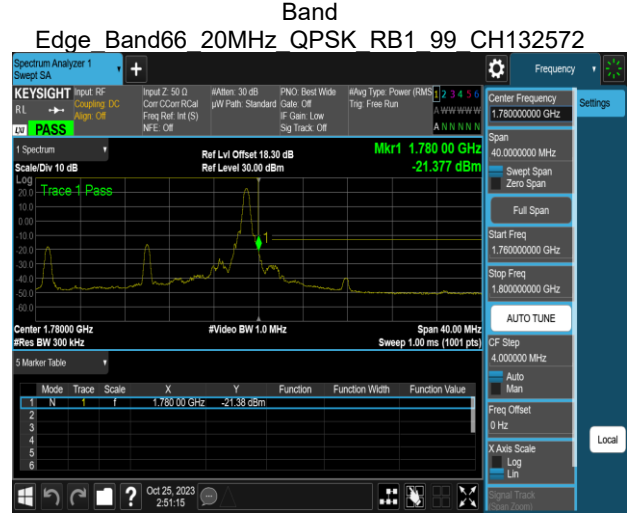 Band
Edge_Band66_20MHz_QPSK_RB1_99_CH132572
Spectrum Analyzer 1
Swept SA
Frequency
KEYSIGHT
RL
PASS
Input: RF
Coupling: DC
Align: Off
Input Z: 50 Ω
Corr CCorr RCal
Freq Ref: Int (S)
NFE: Off
#Atten: 30 dB
µW Path: Standard
PNO: Best Wide
Gate: Off
IF Gain: Low
Sig Track: Off
#Avg Type: Power (RMS
Trig: Free Run
1 2 3 4 5 6
A W W W W W
A N N N N N
1 Spectrum
Scale/Div 10 dB
Ref Lvl Offset 18.30 dB
Ref Level 30.00 dBm
Mkr1 1.780 00 GHz
-21.377 dBm
Log
Trace 1 Pass
20.0
10.0
0.00
-10.0
-20.0
-30.0
-40.0
-50.0
-60.0
1
Center 1.78000 GHz
#Res BW 300 kHz
#Video BW 1.0 MHz
Span 40.00 MHz
Sweep 1.00 ms (1001 pts)
5 Marker Table
Mode Trace Scale X Y Function Function Width Function Value
1 N 1 f 1.780 00 GHz -21.38 dBm
2
3
4
5
6
Center Frequency
1.780000000 GHz
Settings
Span
40.0000000 MHz
Swept Span
Zero Span
Full Span
Start Freq
1.760000000 GHz
Stop Freq
1.800000000 GHz
AUTO TUNE
CF Step
4.000000 MHz
Auto
Man
Freq Offset
0 Hz
X Axis Scale
Log
Lin
Signal Track
(Span Zoom)
Local
?
Oct 25, 2023
2:51:15